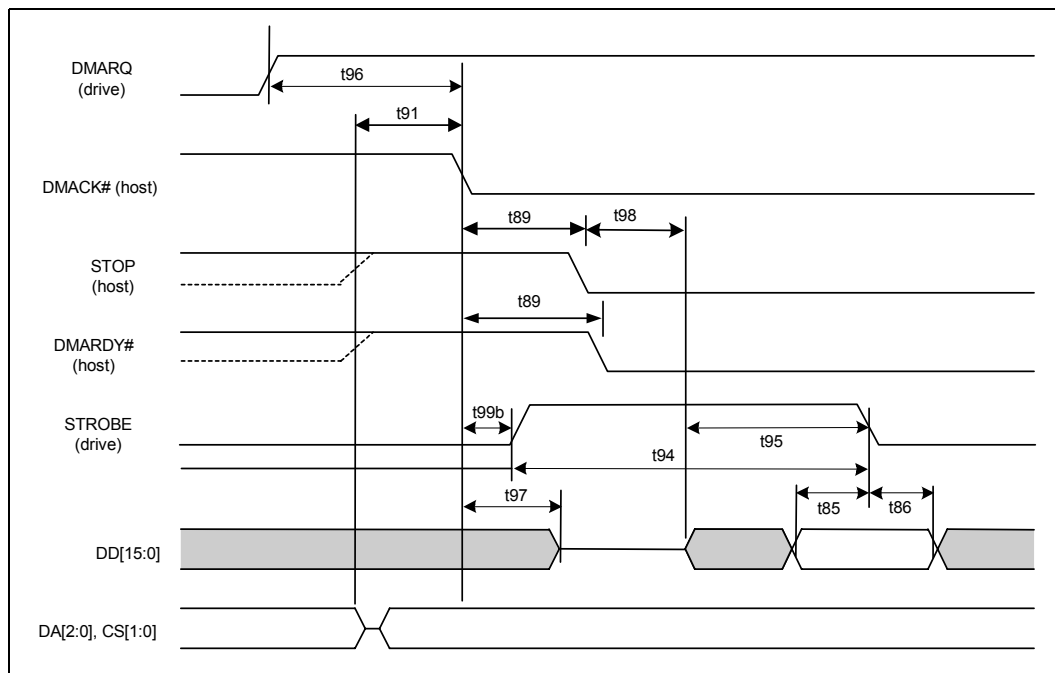 DMARQ
(drive)
t96
t91
DMACK# (host)
t89
t98
STOP
(host)
t89
DMARDY#
(host)
t99b
STROBE
(drive)
t95
t94
t97
t85
t86
DD[15:0]
DA[2:0], CS[1:0]